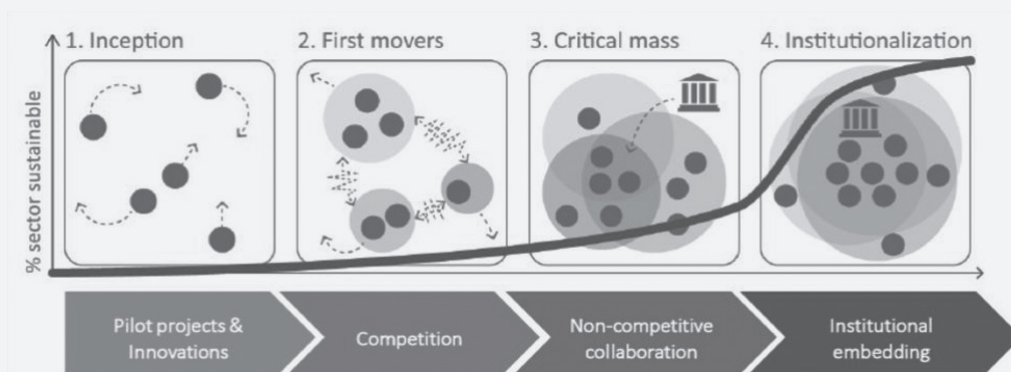 1. Inception
2. First movers
3. Critical mass
4. Institutionalization
% sector sustainable
Pilot projects &
Innovations
Competition
Non-competitive
collaboration
Institutional
embedding